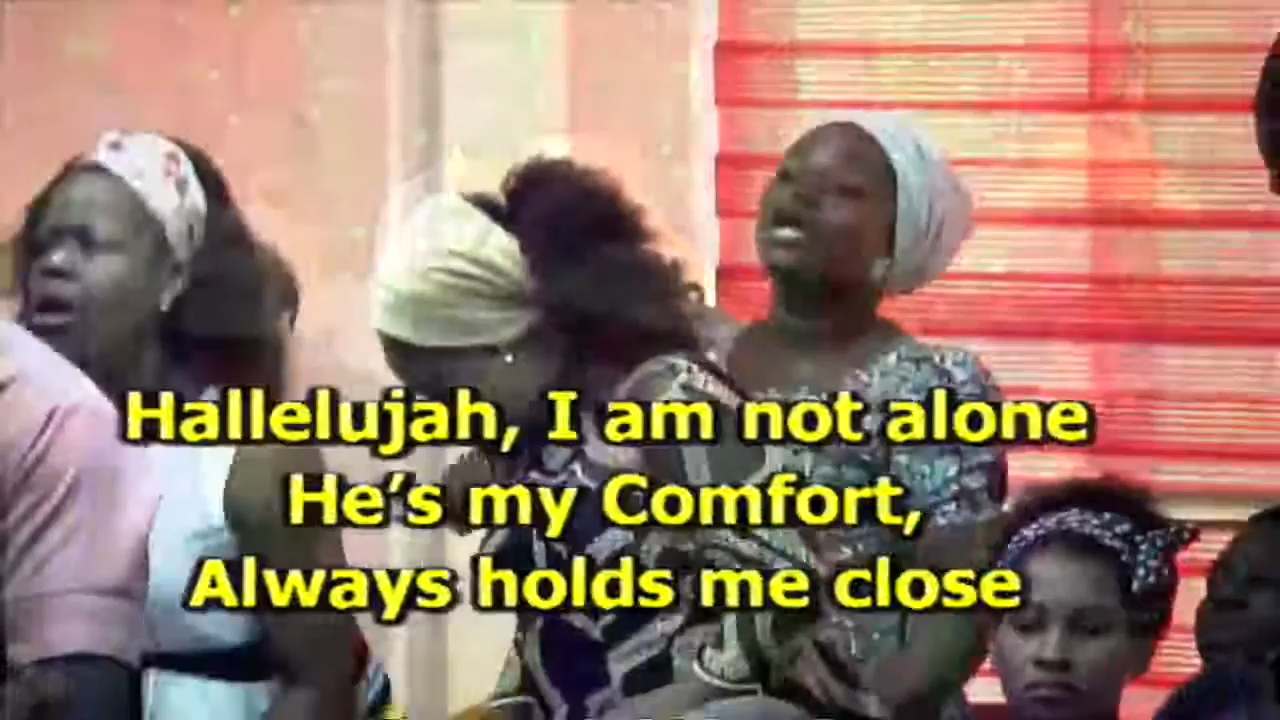 Hallelujah, I am not alone
He’s my Comfort,
Always holds me close